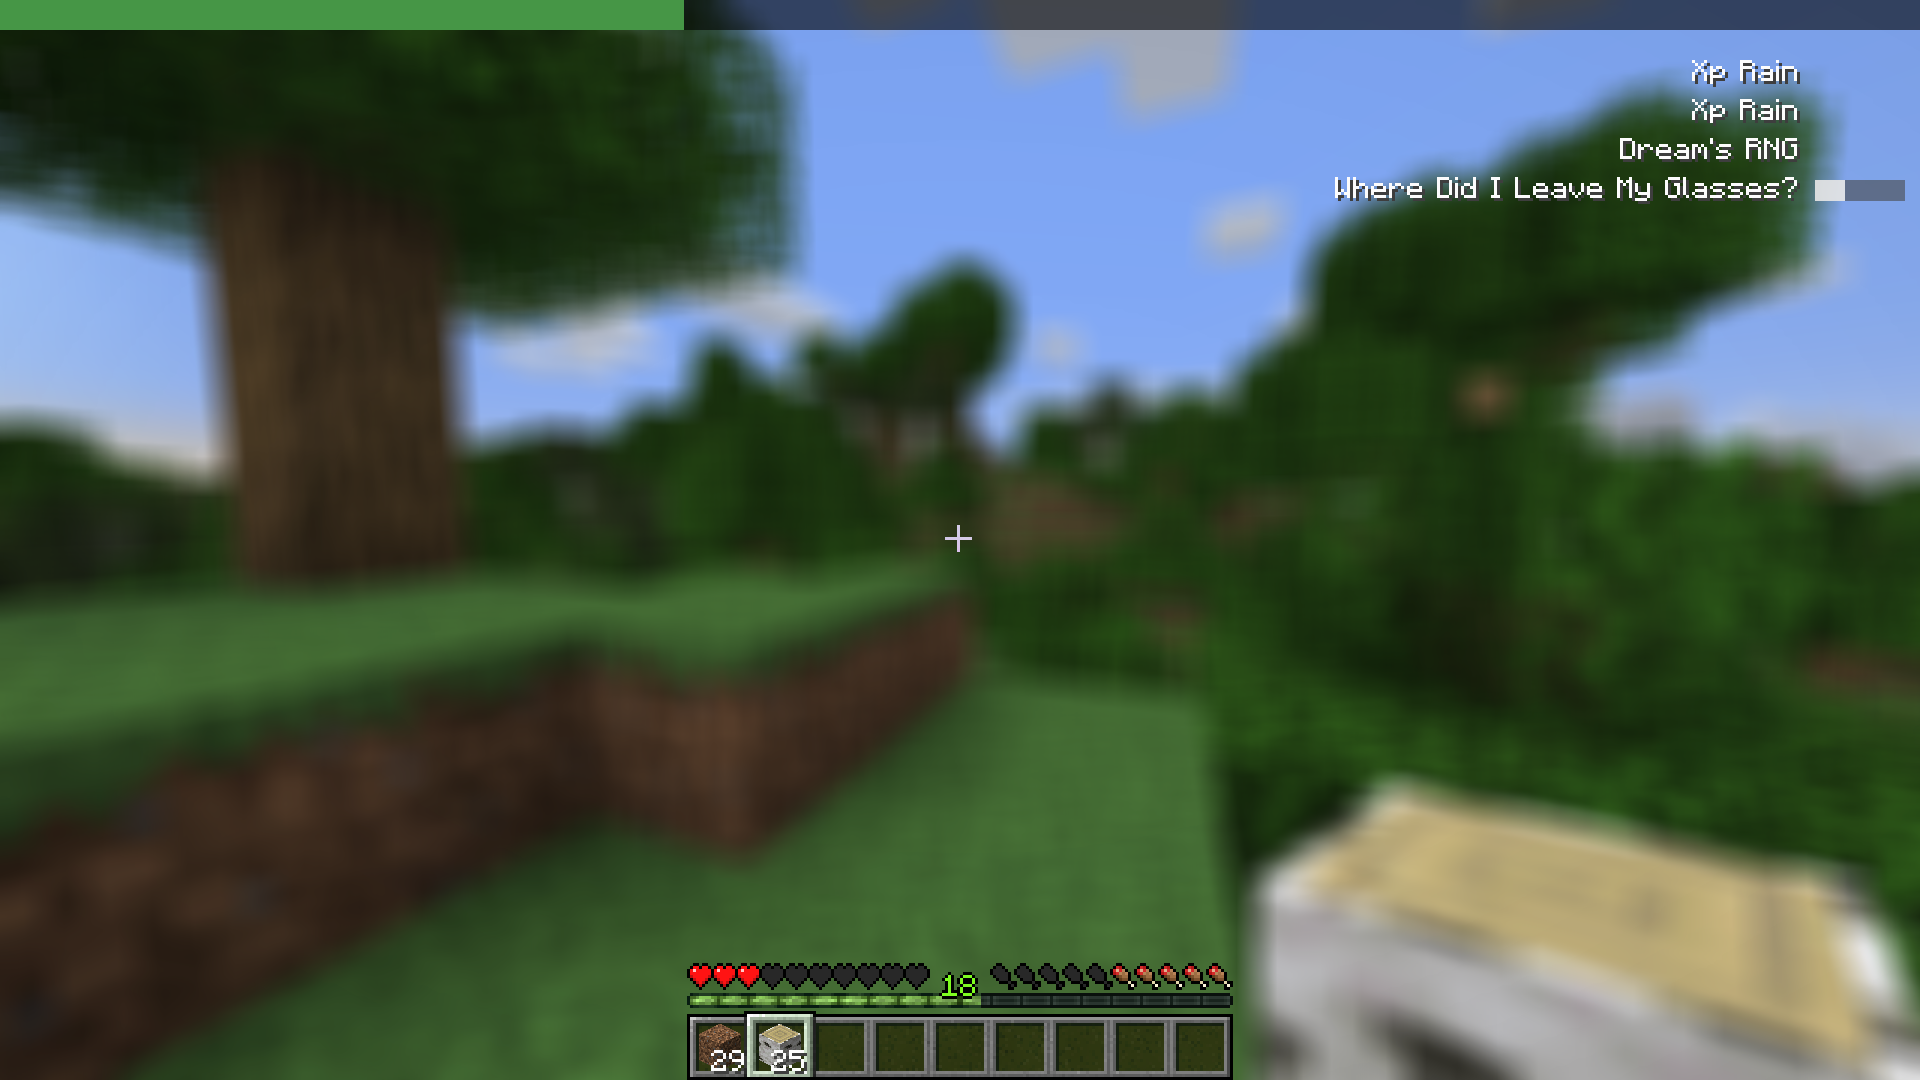 Xp Rain
Xp Rain
Dream's RNG
Where Did I Leave My Glasses?
18
29 25